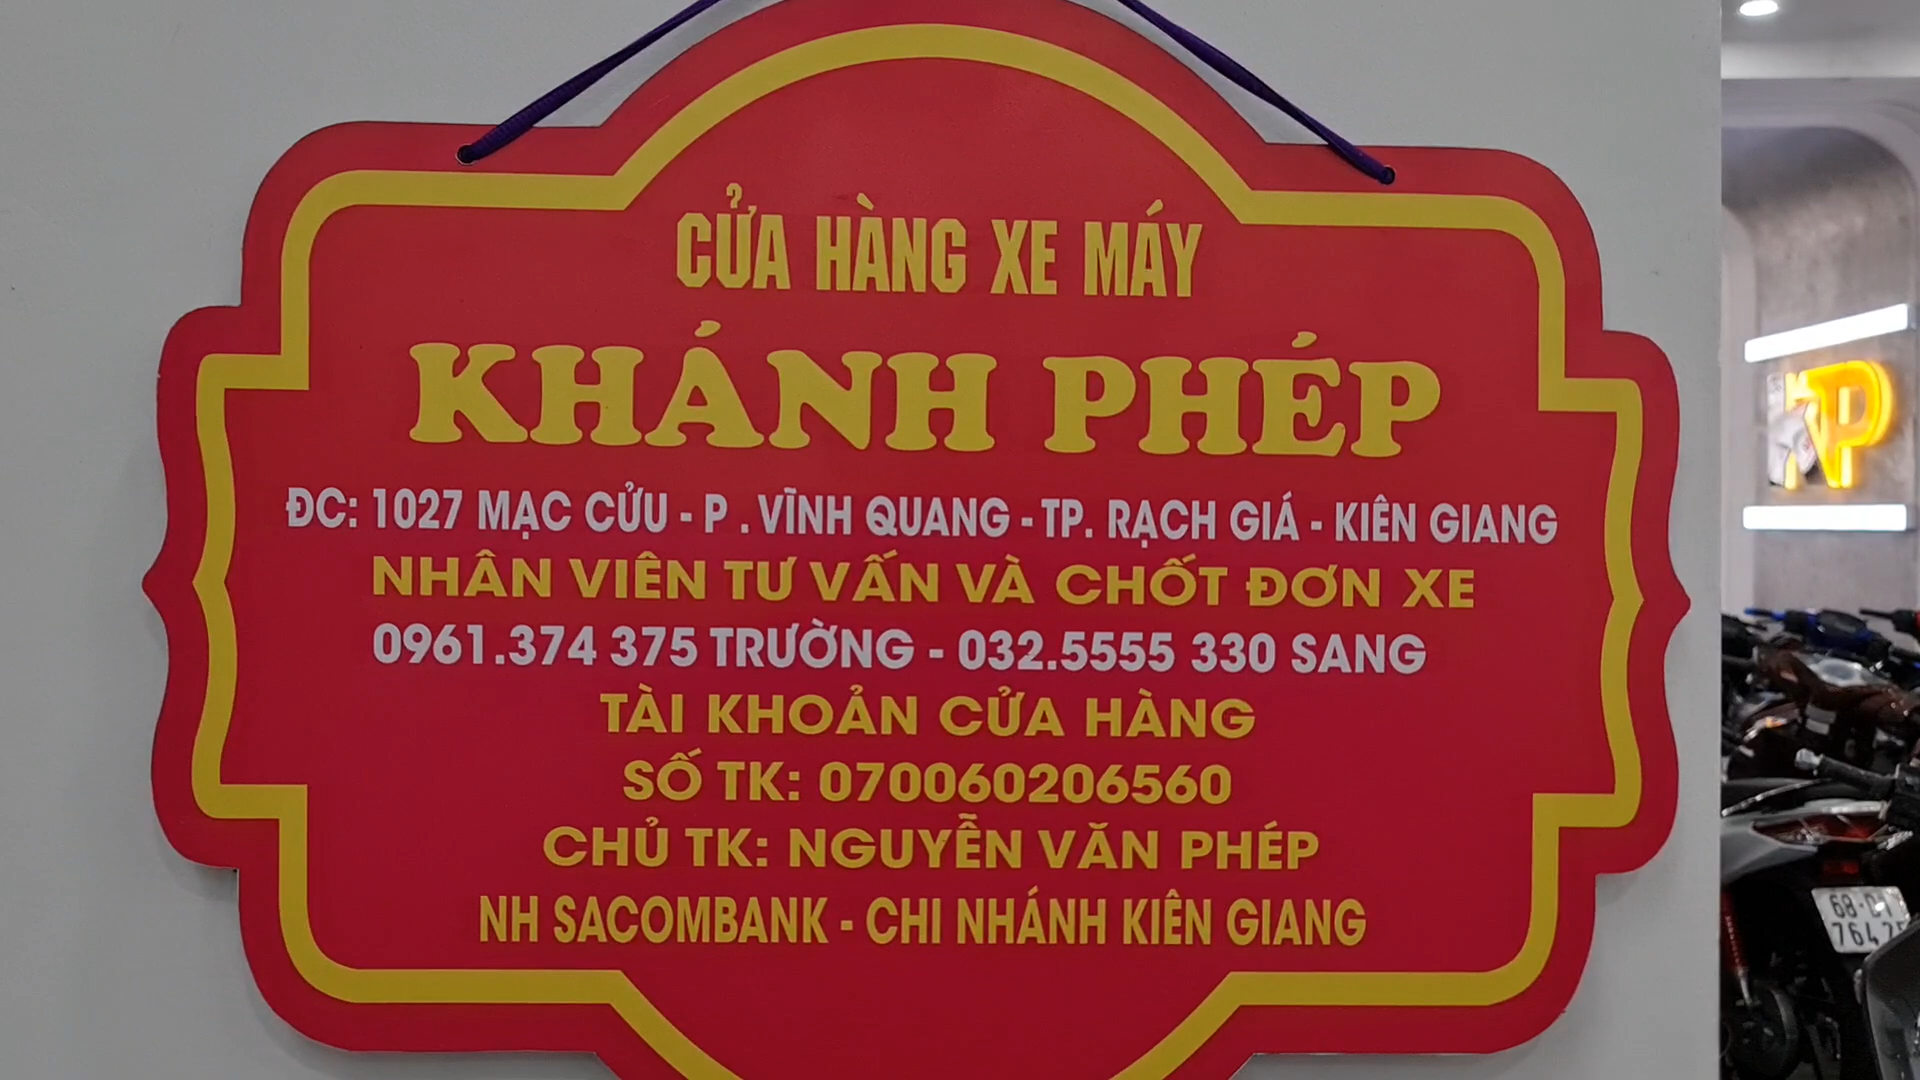 CỬA HÀNG XE MÁY
KHÁNH PHÉP
ĐC: 1027 MẠC CỬU - P . VĨNH QUANG - TP. RẠCH GIÁ - KIÊN GIANG
NHÂN VIÊN TƯ VẤN VÀ CHỐT ĐƠN XE
0961.374 375 TRƯỜNG - 032.5555 330 SANG
TÀI KHOẢN CỬA HÀNG
SỐ TK: 070060206560
CHỦ TK: NGUYỄN VĂN PHÉP
NH SACOMBANK - CHI NHÁNH KIÊN GIANG